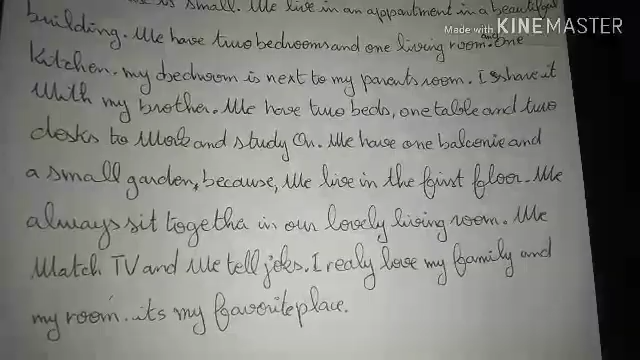 is small. We live in an appartment in a beautiful
Made with KINEMASTER
building. We have two bedrooms and one living room. and one
Kitchen. my bedroom is next to my parents room. I share it
With my brother. We have two beds, one table and two
desks to Work and study On. We have one balconie and
a small garden, because, We live in the first floor. We
always sit togethe in our lovely living room. We
Watch TV and We tell jokes. I realy love my family and
my room. its my favorite place.